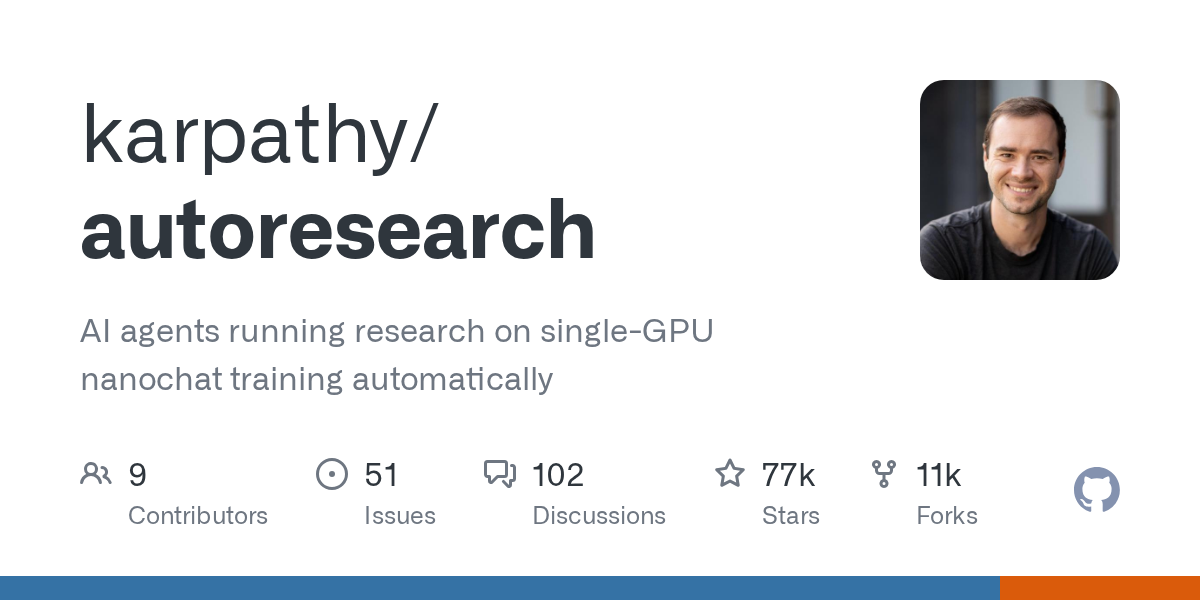 karpathy/
autoresearch
AI agents running research on single-GPU
nanochat training automatically
9
Contributors
51
Issues
102
Discussions
77k
Stars
11k
Forks